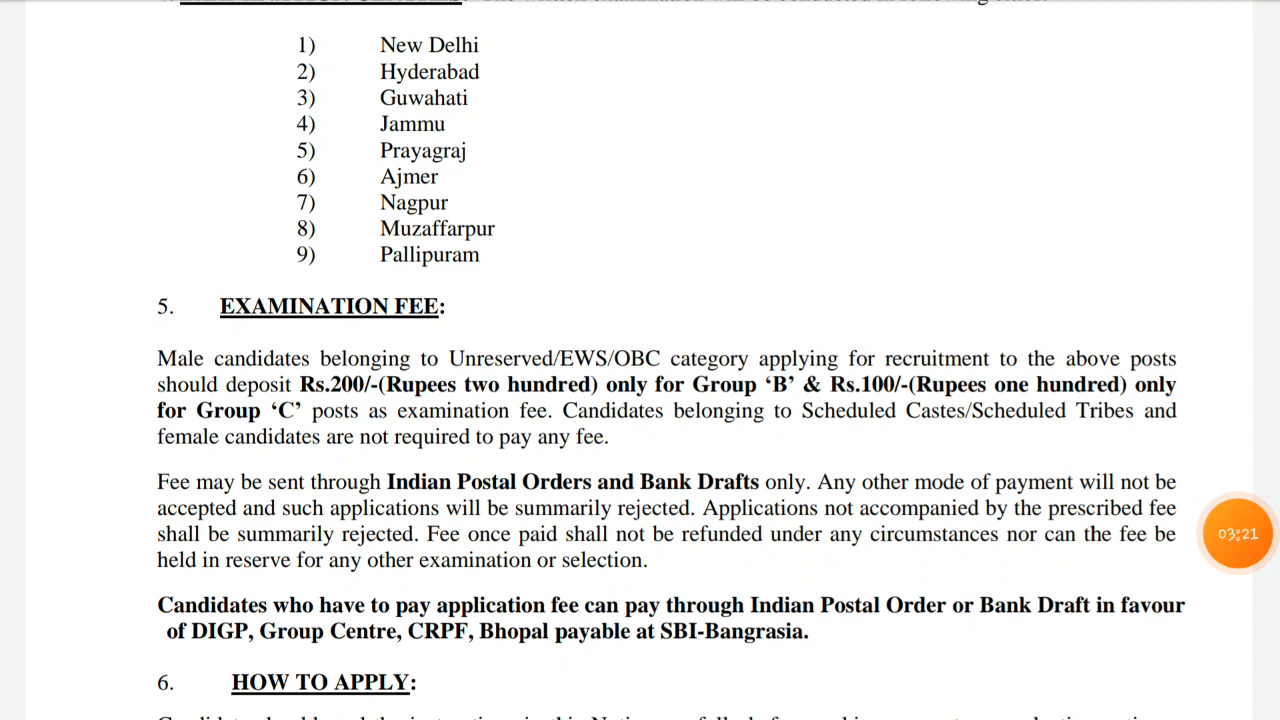 1) New Delhi
2) Hyderabad
3) Guwahati
4) Jammu
5) Prayagraj
6) Ajmer
7) Nagpur
8) Muzaffarpur
9) Pallipuram
5. EXAMINATION FEE:
Male candidates belonging to Unreserved/EWS/OBC category applying for recruitment to the above posts
should deposit Rs.200/-(Rupees two hundred) only for Group ‘B’ & Rs.100/-(Rupees one hundred) only
for Group ‘C’ posts as examination fee. Candidates belonging to Scheduled Castes/Scheduled Tribes and
female candidates are not required to pay any fee.
Fee may be sent through Indian Postal Orders and Bank Drafts only. Any other mode of payment will not be
accepted and such applications will be summarily rejected. Applications not accompanied by the prescribed fee
shall be summarily rejected. Fee once paid shall not be refunded under any circumstances nor can the fee be
held in reserve for any other examination or selection.
03:21
Candidates who have to pay application fee can pay through Indian Postal Order or Bank Draft in favour
of DIGP, Group Centre, CRPF, Bhopal payable at SBI-Bangrasia.
6. HOW TO APPLY: